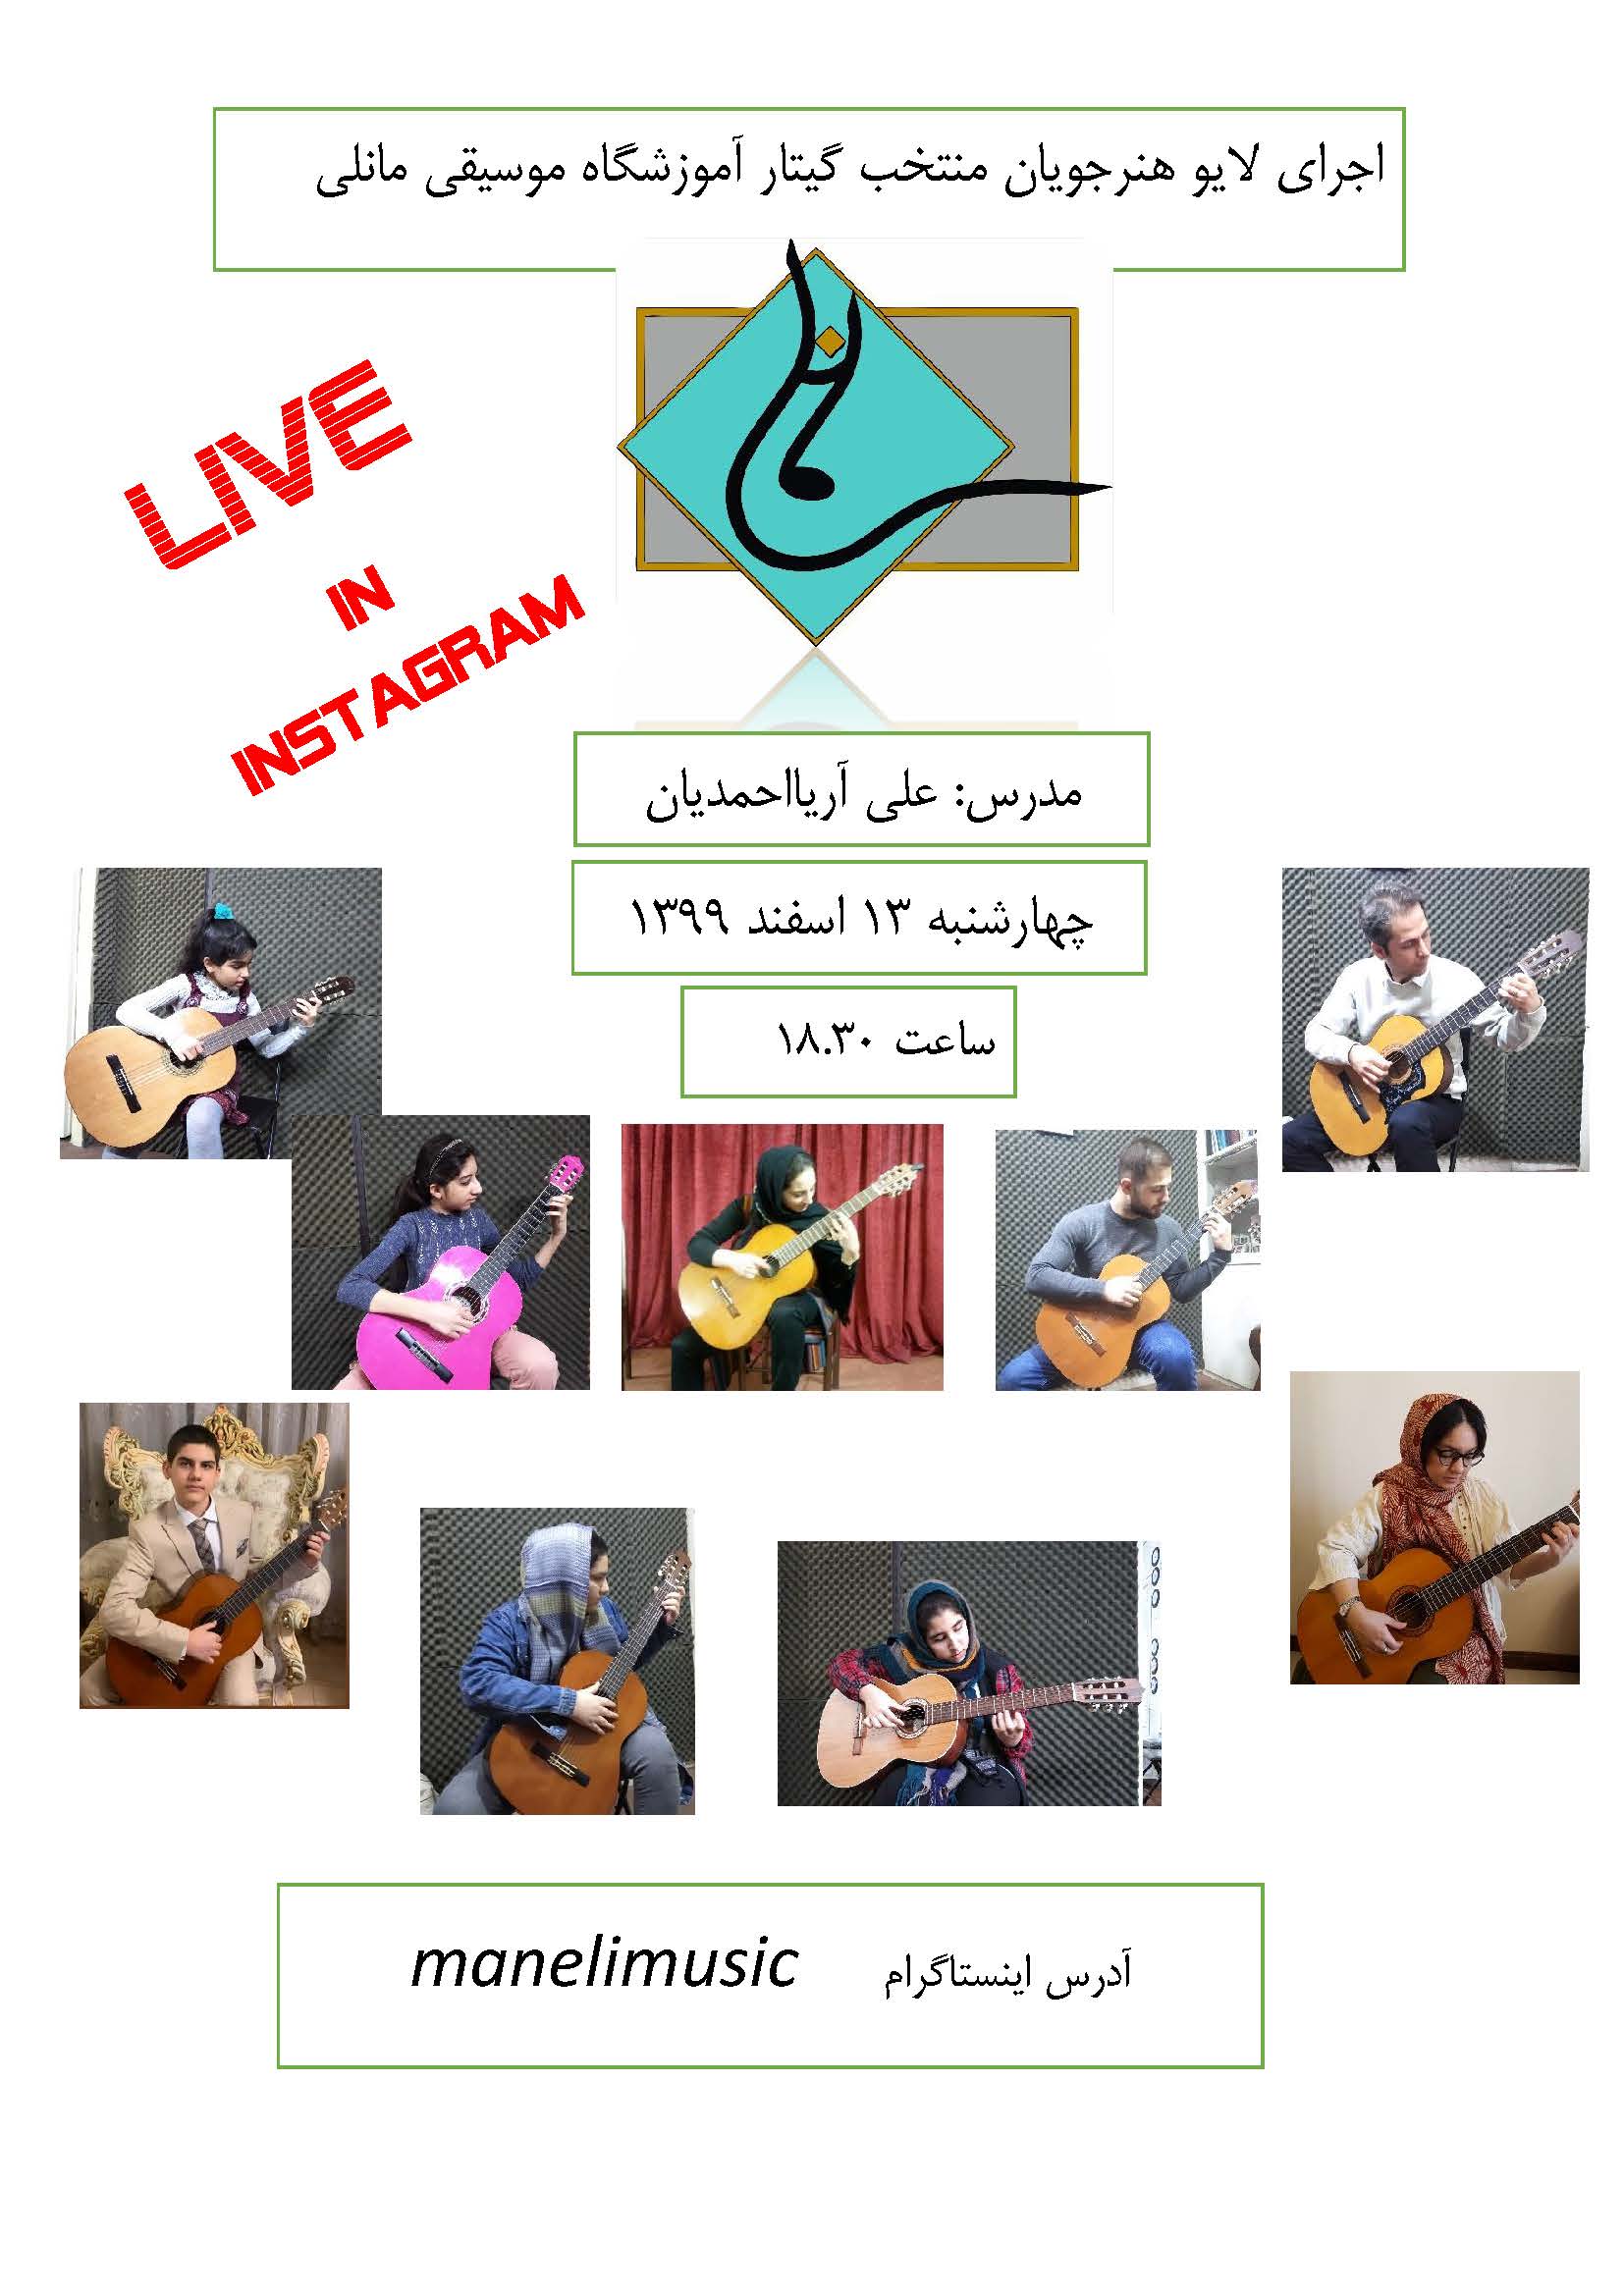 اجرای لایو هنرجویان منتخب گیتار آموزشگاه موسیقی مانلی
LIVE
IN
INSTAGRAM
مدرس: علی آریااحمدیان
چهارشنبه ۱۳ اسفند ۱۳۹۹
ساعت ۱۸.۳۰
آدرس اینستاگرام manelimusic